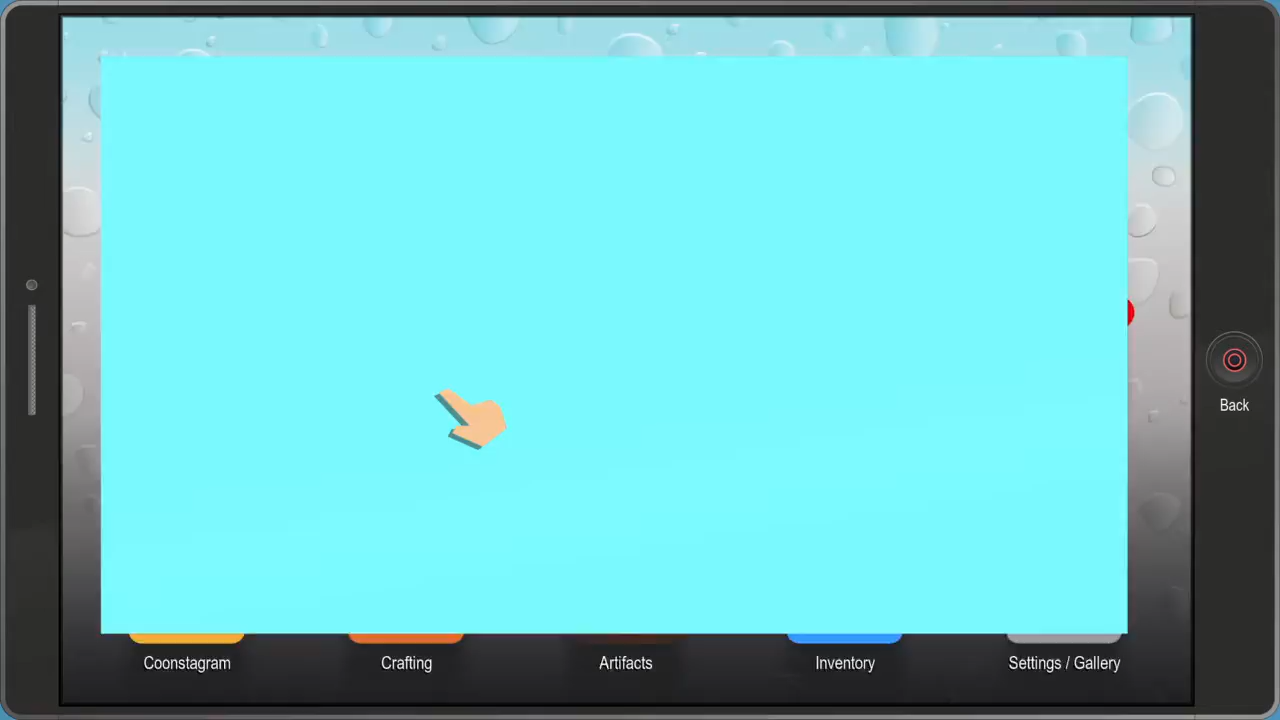 Back
Coonstagram
Crafting
Artifacts
Inventory
Settings / Gallery